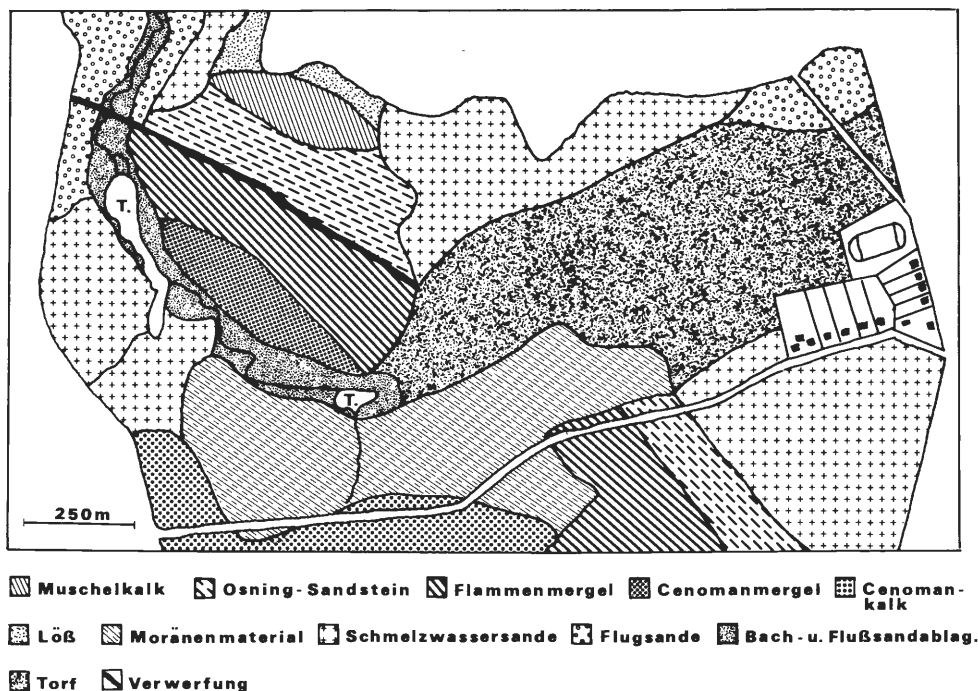 T.
T.
250m
Muschelkalk Osning-Sandstein Flammenmergel Cenomanmergel Cenoman-
kalk
Löß Moränenmaterial Schmelzwassersande Flugsande Bach-u. Flußsandablag.
Torf Verwerfung